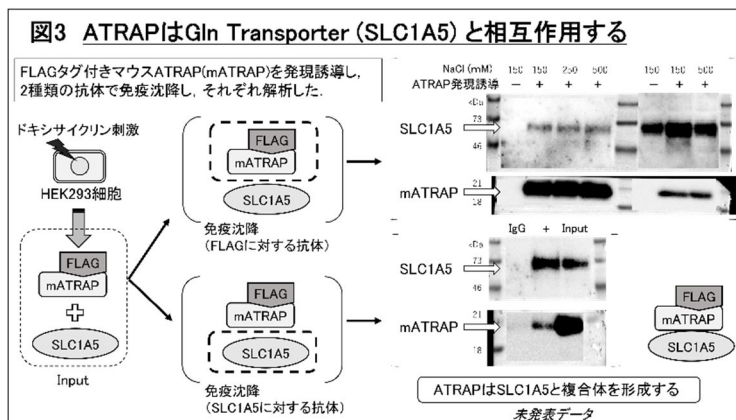 図3 ATRAPはGln Transporter (SLC1A5) と相互作用する
FLAGタグ付きマウスATRAP(mATRAP)を発現誘導し，
2種類の抗体で免疫沈降し，それぞれ解析した．
ドキシサイクリン刺激
HEK293細胞
FLAG
mATRAP
SLC1A5
Input
FLAG
mATRAP
SLC1A5
免疫沈降
(FLAGに対する抗体)
FLAG
mATRAP
SLC1A5
免疫沈降
(SLC1A5に対する抗体)
NaCl (mM) 150 150 250 500 150 150 500
ATRAP発現誘導 − + + + − + +
kDa
SLC1A5 73
46
mATRAP 21
18
IgG + Input
kDa
SLC1A5 73
46
mATRAP 21
18
FLAG
mATRAP
SLC1A5
ATRAPはSLC1A5と複合体を形成する
未発表データ